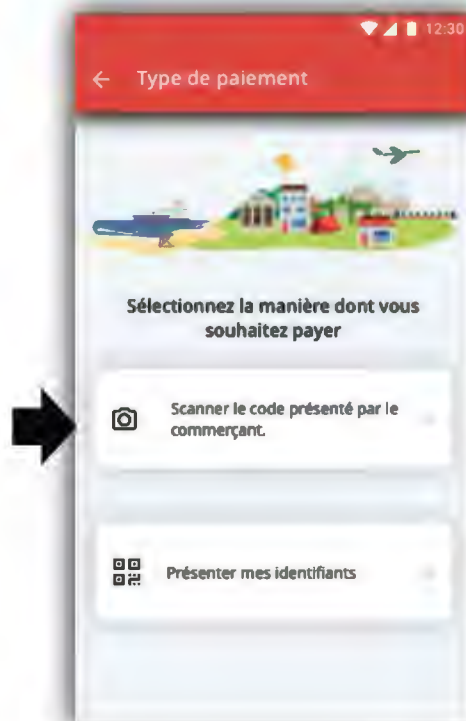 12:30
Type de paiement
Sélectionnez la manière dont vous
souhaitez payer
Scanner le code présenté par le
commerçant.
Présenter mes identifiants